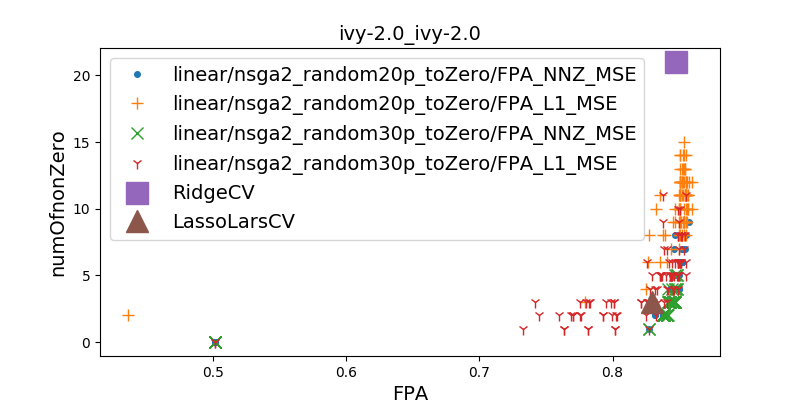 ivy-2.0_ivy-2.0
linear/nsga2_random20p_toZero/FPA_NNZ_MSE
linear/nsga2_random20p_toZero/FPA_L1_MSE
linear/nsga2_random30p_toZero/FPA_NNZ_MSE
linear/nsga2_random30p_toZero/FPA_L1_MSE
RidgeCV
LassoLarsCV
numOfnonZero
20
15
10
5
0
0.5 0.6 0.7 0.8
FPA